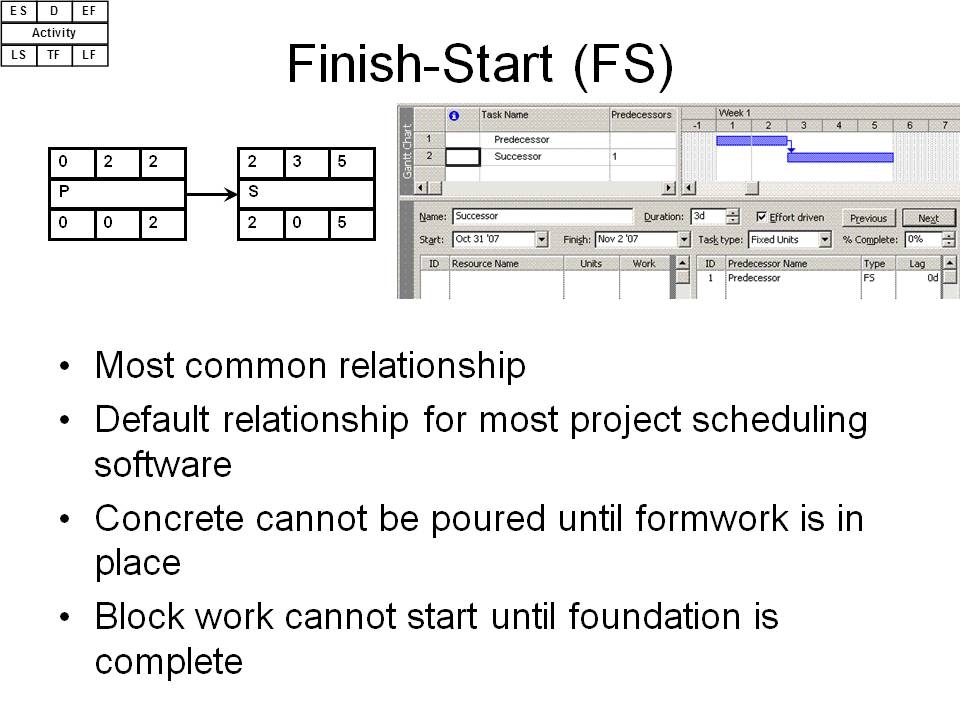 ES D EF
Activity
LS TF LF
Finish-Start (FS)
0 2 2
P
0 0 2
2 3 5
S
2 0 5
Gantt Chart
Task Name Predecessors
1 Predecessor
2 Successor 1
Week 1
-1 1 2 3 4 5 6 7
Name: Successor Duration: 3d Effort driven Previous Next
Start: Oct 31 '07 Finish: Nov 2 '07 Task type: Fixed Units % Complete: 0%
ID Resource Name Units Work
ID Predecessor Name Type Lag
1 Predecessor FS 0d
• Most common relationship
• Default relationship for most project scheduling
software
• Concrete cannot be poured until formwork is in
place
• Block work cannot start until foundation is
complete